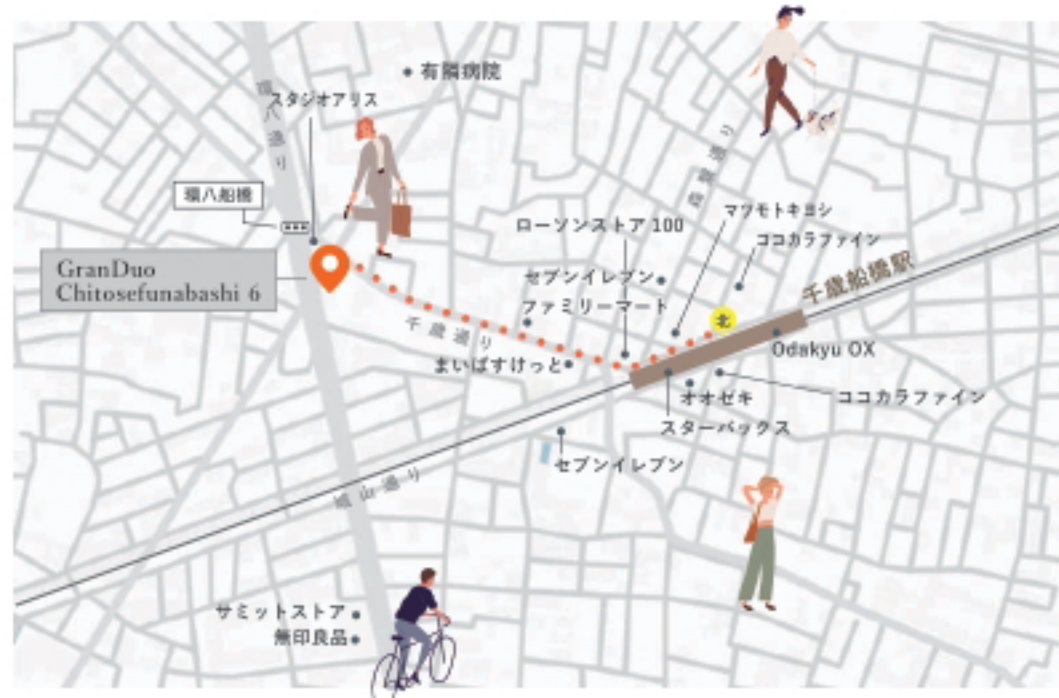 有隣病院
スタジオアリス
環八通り
森繁通り
環八船橋
マツモトキヨシ
ローソンストア 100
ココカラファイン
GranDuo
Chitosefunabashi 6
セブンイレブン
千歳船橋駅
ファミリーマート
北
千歳通り
Odakyu OX
まいばすけっと
オオゼキ
ココカラファイン
スターバックス
セブンイレブン
城山通り
サミットストア
無印良品